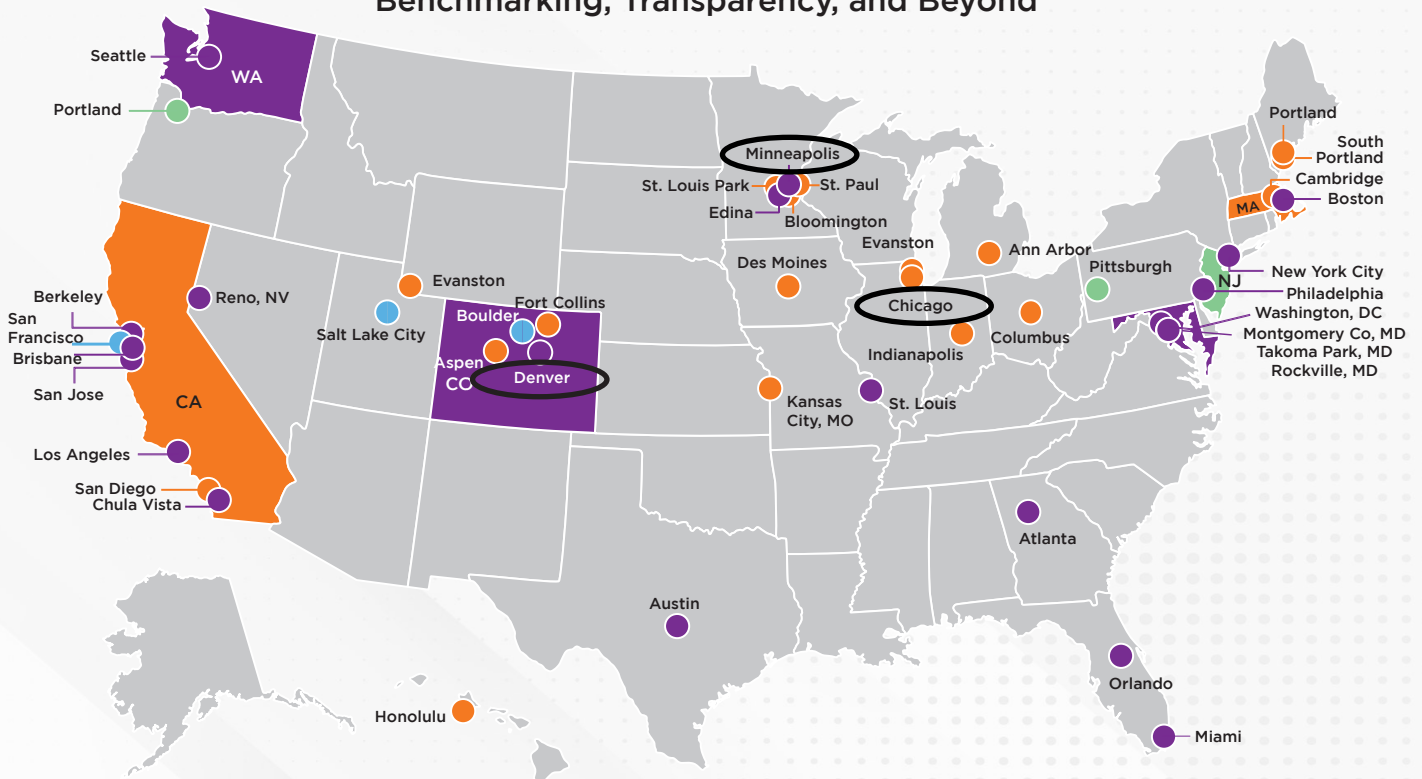 Benchmarking, Transparency, and Beyond
Seattle
WA
Portland
Portland
South
Portland
Cambridge
MA
Boston
Minneapolis
St. Louis Park
St. Paul
Edina
Bloomington
Evanston
Ann Arbor
Des Moines
Pittsburgh
New York City
NJ
Philadelphia
Washington, DC
Montgomery Co, MD
Takoma Park, MD
Rockville, MD
Berkeley
San
Francisco
Brisbane
San Jose
Reno, NV
Evanston
Salt Lake City
Fort Collins
Boulder
Aspen
CO
Denver
Chicago
Columbus
Indianapolis
CA
Kansas
City, MO
St. Louis
Los Angeles
San Diego
Chula Vista
Atlanta
Austin
Orlando
Honolulu
Miami